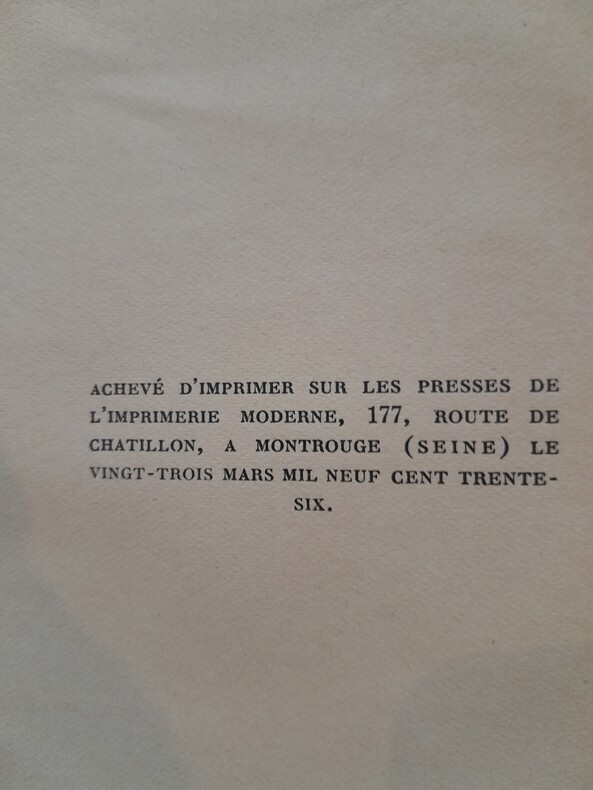 ACHEVÉ D'IMPRIMER SUR LES PRESSES DE
L'IMPRIMERIE MODERNE, 177, ROUTE DE
CHATILLON, A MONTROUGE (SEINE) LE
VINGT-TROIS MARS MIL NEUF CENT TRENTE-
SIX.